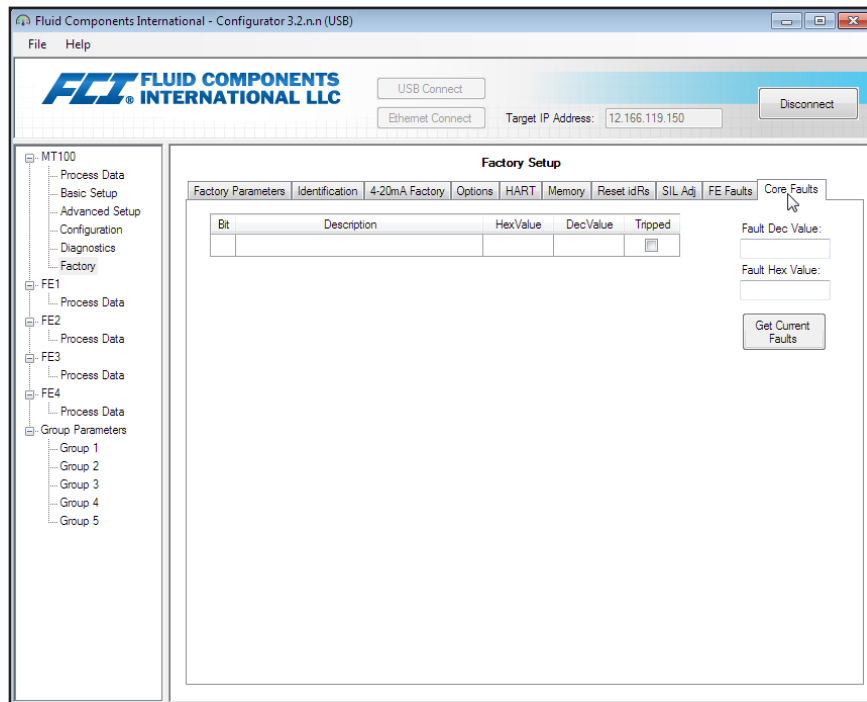 Fluid Components International - Configurator 3.2.n.n (USB)
File Help
FCI® FLUID COMPONENTS
INTERNATIONAL LLC
USB Connect
Ethernet Connect
Target IP Address: 12.166.119.150
Disconnect
MT100
Process Data
Basic Setup
Advanced Setup
Configuration
Diagnostics
Factory
FE1
Process Data
FE2
Process Data
FE3
Process Data
FE4
Process Data
Group Parameters
Group 1
Group 2
Group 3
Group 4
Group 5
Factory Setup
Factory Parameters Identification 4-20mA Factory Options HART Memory Reset idRs SIL Adj FE Faults Core Faults
Bit Description HexValue DecValue Tripped
Fault Dec Value:
Fault Hex Value:
Get Current
Faults